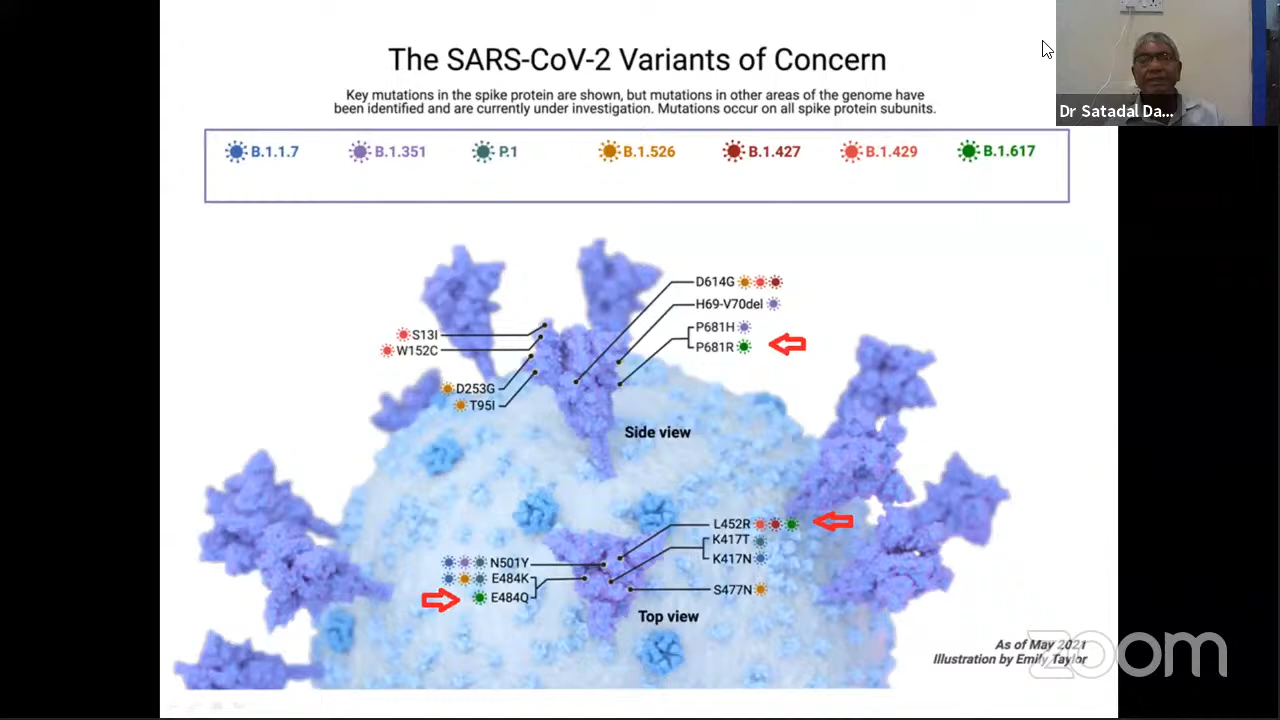 The SARS-CoV-2 Variants of Concern
Key mutations in the spike protein are shown, but mutations in other areas of the genome have
been identified and are currently under investigation. Mutations occur on all spike protein subunits.
Dr Satadal Da...
B.1.1.7
B.1.351
P.1
B.1.526
B.1.427
B.1.429
B.1.617
D614G
H69-V70del
P681H
P681R
S13I
W152C
D253G
T95I
Side view
L452R
K417T
K417N
S477N
N501Y
E484K
E484Q
Top view
As of May 2021
Illustration by Emily Taylor
zoom